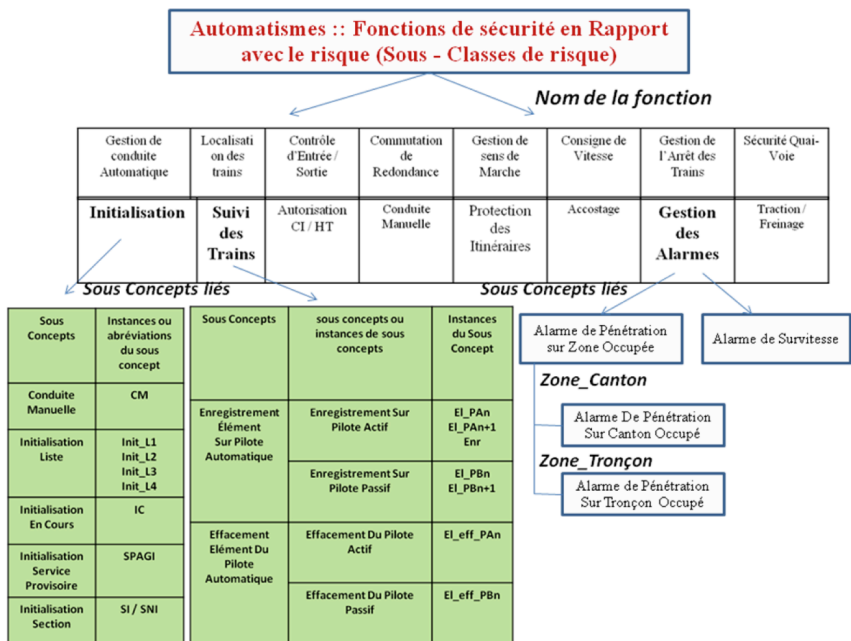 Automatismes :: Fonctions de sécurité en Rapport
avec le risque (Sous - Classes de risque)
Nom de la fonction
Gestion de
conduite
Automatique
Localisati
on des
trains
Contrôle
d'Entrée /
Sortie
Commutation
de
Redondance
Gestion de
sens de
Marche
Consigne de
Vitesse
Gestion de
l'Arrêt des
Trains
Sécurité Quai-
Voie
Initialisation
Suivi
des
Trains
Autorisation
CI / HT
Conduite
Manuelle
Protection
des
Itinéraires
Accostage
Gestion
des
Alarmes
Traction /
Freinage
Sous Concepts liés
Sous Concepts liés
Sous
Concepts
Instances ou
abréviations
du sous
concept
Conduite
Manuelle
CM
Initialisation
Liste
Init_L1
Init_L2
Init_L3
Init_L4
Initialisation
En Cours
IC
Initialisation
Service
Provisoire
SPAGI
Initialisation
Section
SI / SNI
Sous Concepts
sous concepts ou
instances de sous
concepts
Instances
du Sous
Concept
Enregistrement
Élément
Sur Pilote
Automatique
Enregistrement Sur
Pilote Actif
El_PAn
El_PAn+1
Enr
Enregistrement Sur
Pilote Passif
El_PBn
El_PBn+1
Effacement
Elément Du
Pilote
Automatique
Effacement Du Pilote
Actif
El_eff_PAn
Effacement Du Pilote
Passif
El_eff_PBn
Alarme de Pénétration
sur Zone Occupée
Alarme de Survitesse
Zone_Canton
Alarme De Pénétration
Sur Canton Occupé
Zone_Tronçon
Alarme de Pénétration
Sur Tronçon Occupé